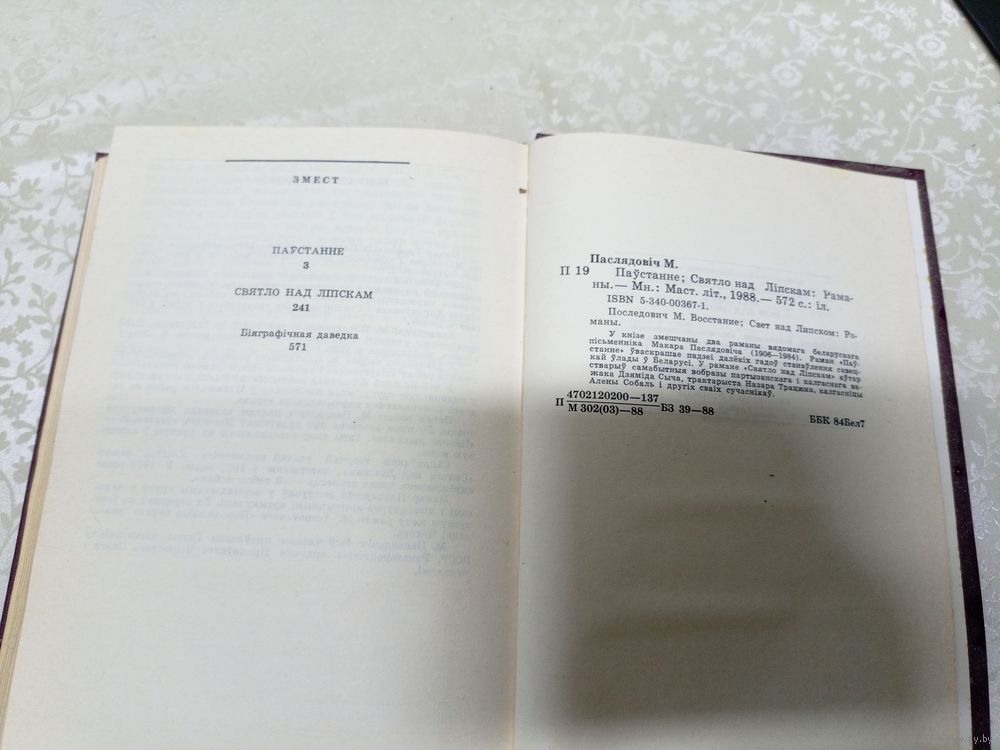 ЗМЕСТ
ПАЎСТАННЕ
3
СВЯТЛО НАД ЛІПСКАМ
241
Біяграфічная даведка
571
Паслядовіч М.
П 19 Паўстанне; Святло над Ліпскам: Рама-
ны.— Мн.: Маст. літ., 1988.— 572 с.: іл.
ISBN 5-340-00367-1.
Последович М. Восстание; Свет над Липском: Ро-
маны.
У кнізе змешчаны два раманы вядомага беларускага
пісьменніка Макара Паслядовіча (1906—1984). Раман «Паў-
станне» ўваскрашае падзеі далёкіх гадоў станаўлення савец-
кай ўлады ў Беларусі. У рамане «Святло над Ліпскам» аўтар
стварыў самабытныя вобразы партызанскага і калгаснага ва-
жака Дзяміда Сыча, трактарыста Назара Трацюка, калгасніцы
Алены Собаль і другіх сваіх сучаснікаў.
П 4702120200—137
М 302(03)—88 БЗ 39—88
ББК 84Бел7